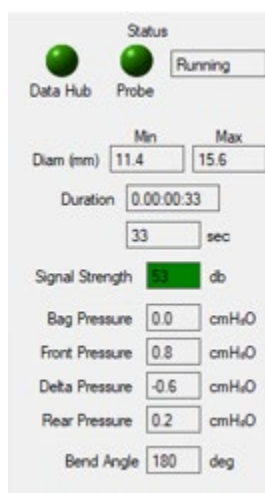 Status
Running
Data Hub Probe
Min Max
Diam (mm) 11.4 15.6
Duration 0.00:00:33
33 sec
Signal Strength 53 db
Bag Pressure 0.0 cmH₂O
Front Pressure 0.8 cmH₂O
Delta Pressure -0.6 cmH₂O
Rear Pressure 0.2 cmH₂O
Bend Angle 180 deg